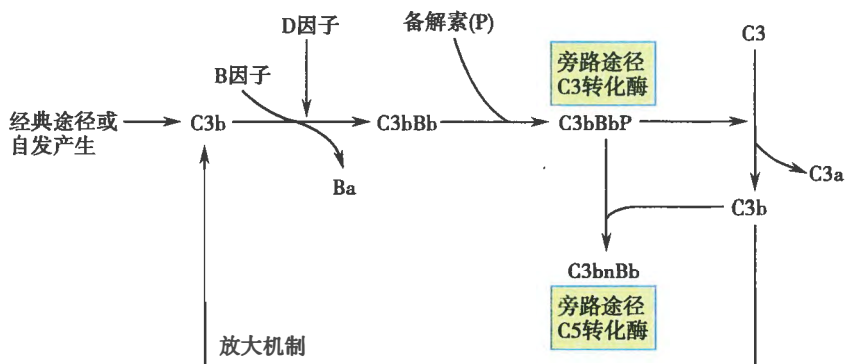 D因子
备解素(P)
C3
B因子
旁路途径
C3转化酶
经典途径或
自发产生
C3b
C3bBb
C3bBbP
Ba
C3a
C3b
C3bnBb
旁路途径
C5转化酶
放大机制